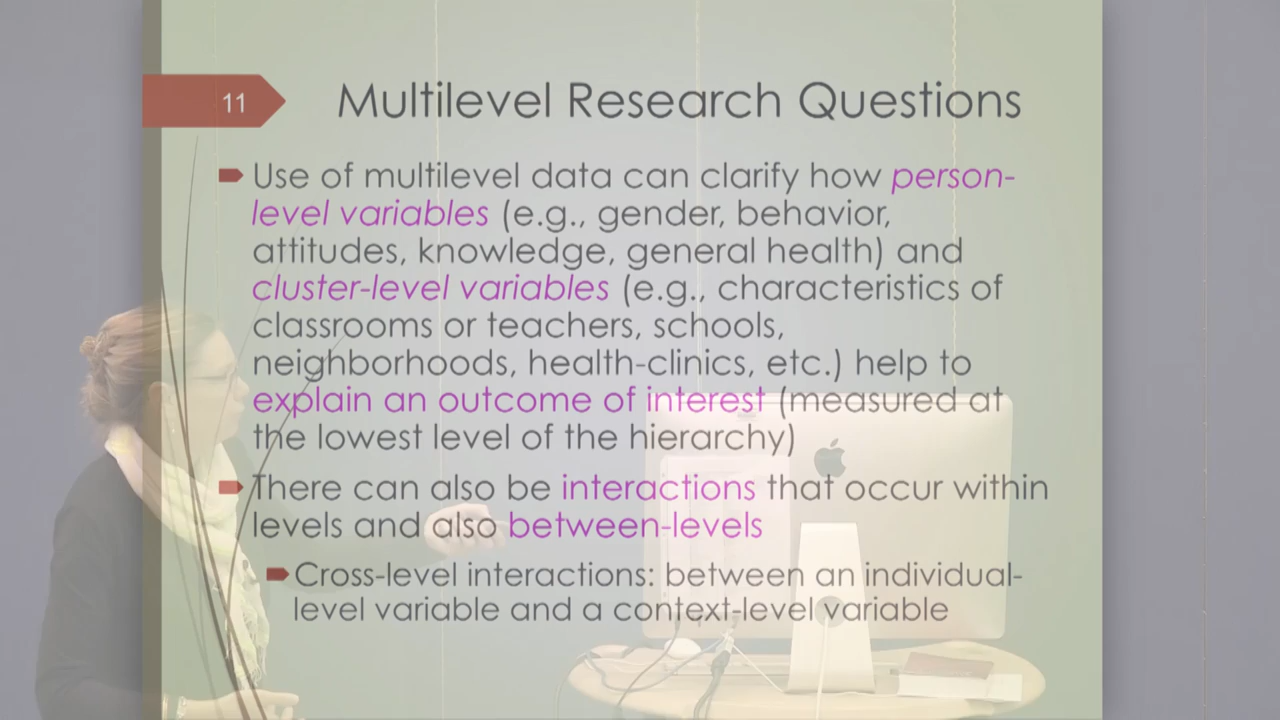 11
Multilevel Research Questions
Use of multilevel data can clarify how person-
level variables (e.g., gender, behavior,
attitudes, knowledge, general health) and
cluster-level variables (e.g., characteristics of
classrooms or teachers, schools,
neighborhoods, health-clinics, etc.) help to
explain an outcome of interest (measured at
the lowest level of the hierarchy)
There can also be interactions that occur within
levels and also between-levels
Cross-level interactions: between an individual-
level variable and a context-level variable